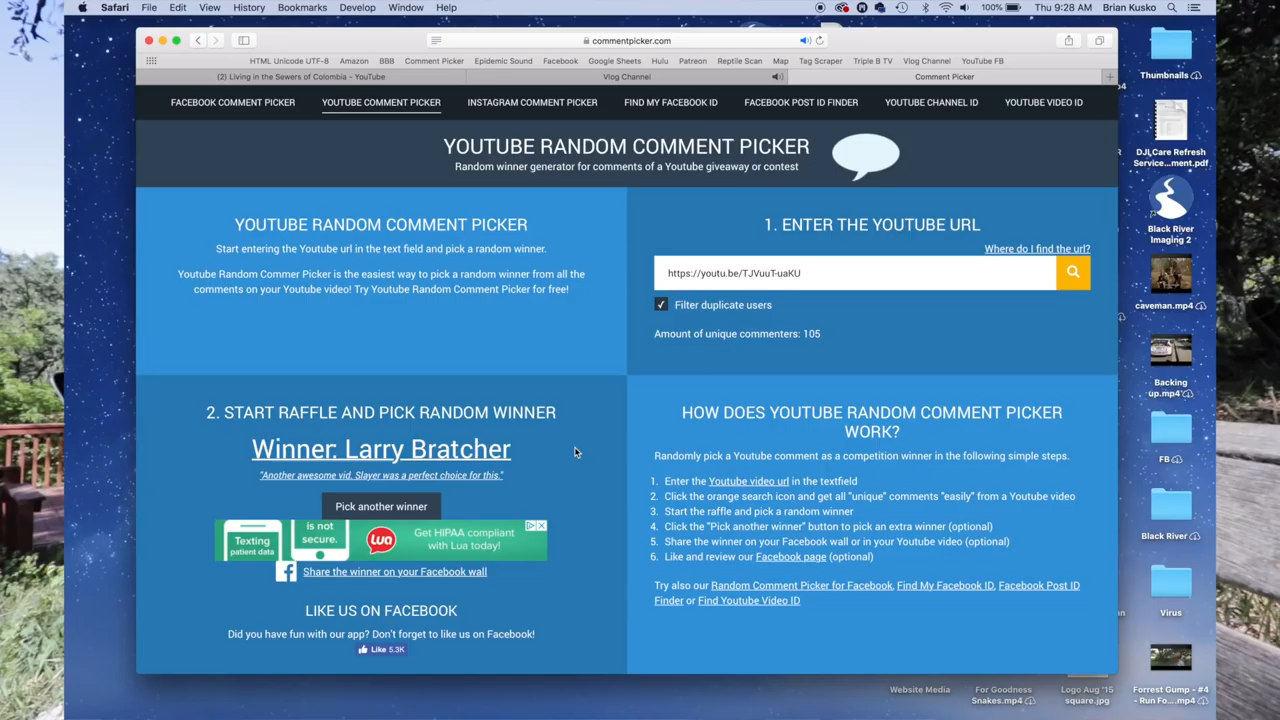 Safari File Edit View History Bookmarks Develop Window Help
100% Thu 9:28 AM Brian Kusko
commentpicker.com
HTML Unicode UTF-8 Amazon BBB Comment Picker Epidemic Sound Facebook Google Sheets Hulu Patreon Reptile Scan Map Tag Scraper Triple B TV Vlog Channel YouTube FB
(2) Living in the Sewers of Colombia - YouTube Vlog Channel Comment Picker
FACEBOOK COMMENT PICKER YOUTUBE COMMENT PICKER INSTAGRAM COMMENT PICKER FIND MY FACEBOOK ID FACEBOOK POST ID FINDER YOUTUBE CHANNEL ID YOUTUBE VIDEO ID
YOUTUBE RANDOM COMMENT PICKER
Random winner generator for comments of a Youtube giveaway or contest
YOUTUBE RANDOM COMMENT PICKER
Start entering the Youtube url in the text field and pick a random winner.
Youtube Random Commer Picker is the easiest way to pick a random winner from all the
comments on your Youtube video! Try Youtube Random Comment Picker for free!
1. ENTER THE YOUTUBE URL
Where do I find the url?
https://youtu.be/TJVuuT-uaKU
Filter duplicate users
Amount of unique commenters: 105
2. START RAFFLE AND PICK RANDOM WINNER
Winner: Larry Bratcher
"Another awesome vid. Slayer was a perfect choice for this."
Pick another winner
Texting
patient data
is not
secure.
lua
Get HIPAA compliant
with Lua today!
Share the winner on your Facebook wall
LIKE US ON FACEBOOK
Did you have fun with our app? Don't forget to like us on Facebook!
Like 5.3K
HOW DOES YOUTUBE RANDOM COMMENT PICKER
WORK?
Randomly pick a Youtube comment as a competition winner in the following simple steps.
1. Enter the Youtube video url in the textfield
2. Click the orange search icon and get all "unique" comments "easily" from a Youtube video
3. Start the raffle and pick a random winner
4. Click the "Pick another winner" button to pick an extra winner (optional)
5. Share the winner on your Facebook wall or in your Youtube video (optional)
6. Like and review our Facebook page (optional)
Try also our Random Comment Picker for Facebook, Find My Facebook ID, Facebook Post ID
Finder or Find Youtube Video ID
Thumbnails
DJI Care Refresh
Service...ment.pdf
Black River
Imaging 2
caveman.mp4
Backing
up.mp4
FB
Black River
Virus
Website Media
For Goodness
Snakes.mp4
Logo Aug '15
square.jpg
Forrest Gump - #4
- Run Fo....mp4